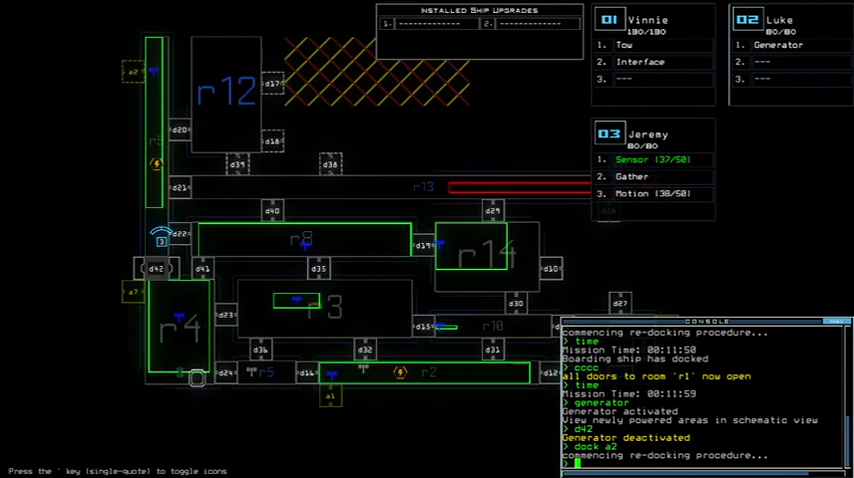 INSTALLED SHIP UPGRADES
1. -------------- 2. --------------
01 Vinnie
130/130
1. Tow
2. Interface
3. ---
02 Luke
80/80
1. Generator
2. ---
3. ---
03 Jeremy
80/80
1. Sensor (37/50)
2. Gather
3. Motion (38/50)
a2
r12
d17
d20
d18
d39
d38
d21
r13
d40
d29
d22
r8
d19
r14
3
d42
d41
d35
d10
a7
r4
d23
r3
d30
d27
d15
r10
d36
d32
d31
d24
r5
d16
r2
d12
a1
CONSOLE
commencing re-docking procedure...
> time
Mission Time: 00:11:50
Boarding ship has docked
> cccc
all doors to room 'r1' now open
> time
Mission Time: 00:11:59
> generator
Generator activated
View newly powered areas in schematic view
> d42
Generator deactivated
> dock a2
commencing re-docking procedure...
>
Press the ' key (single-quote) to toggle icons